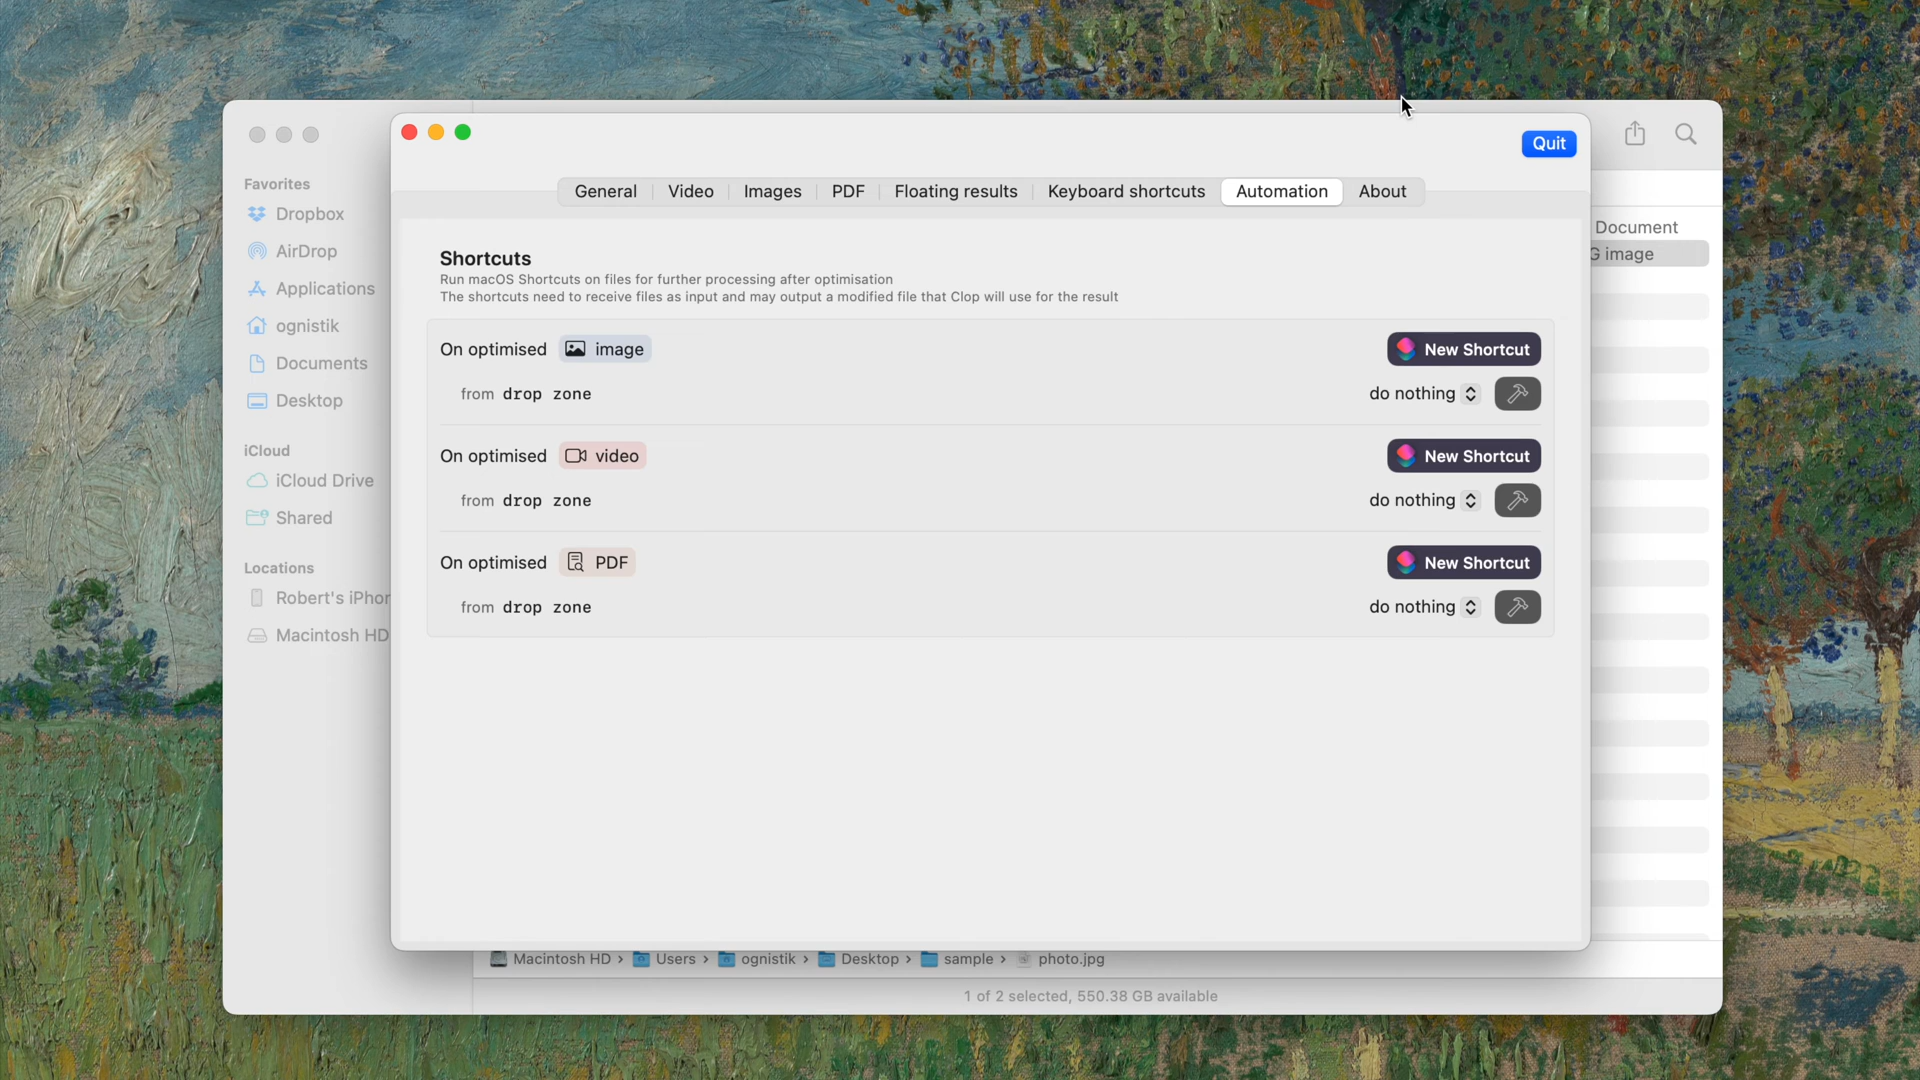 Quit
General
Video
Images
PDF
Floating results
Keyboard shortcuts
Automation
About
Favorites
Dropbox
AirDrop
Applications
ognistik
Documents
Desktop
iCloud
iCloud Drive
Shared
Locations
Robert's iPhor
Macintosh HD
Document
G image
Shortcuts
Run macOS Shortcuts on files for further processing after optimisation
The shortcuts need to receive files as input and may output a modified file that Clop will use for the result
On optimised image
New Shortcut
from drop zone
do nothing
On optimised video
New Shortcut
from drop zone
do nothing
On optimised PDF
New Shortcut
from drop zone
do nothing
Macintosh HD › Users › ognistik › Desktop › sample › photo.jpg
1 of 2 selected, 550.38 GB available